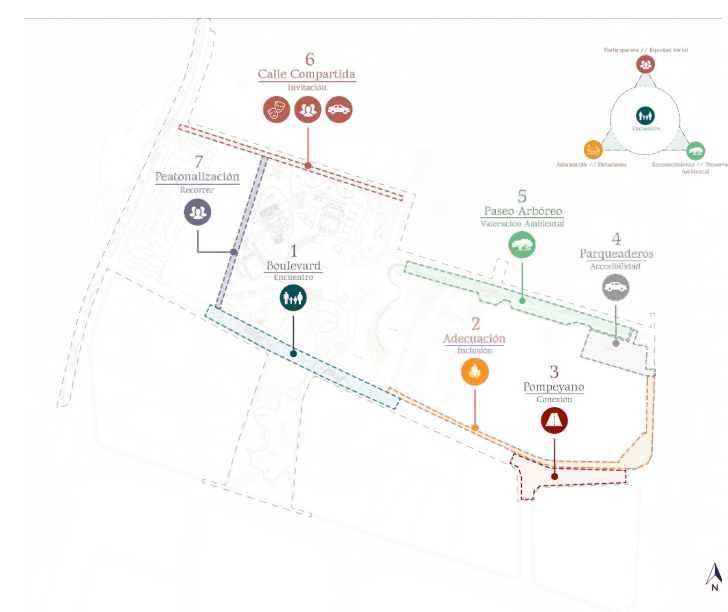 Participación // Equidad Social
Encuentro
Adecuación // Dotaciones
Reconocimiento // Preserva
Ambiental
6
Calle Compartida
Invitación
7
Peatonalización
Recorrer
1
Boulevard
Encuentro
5
Paseo Arbóreo
Valoración Ambiental
4
Parqueaderos
Accesibilidad
2
Adecuación
Inclusión
3
Pompeyano
Conexión
N